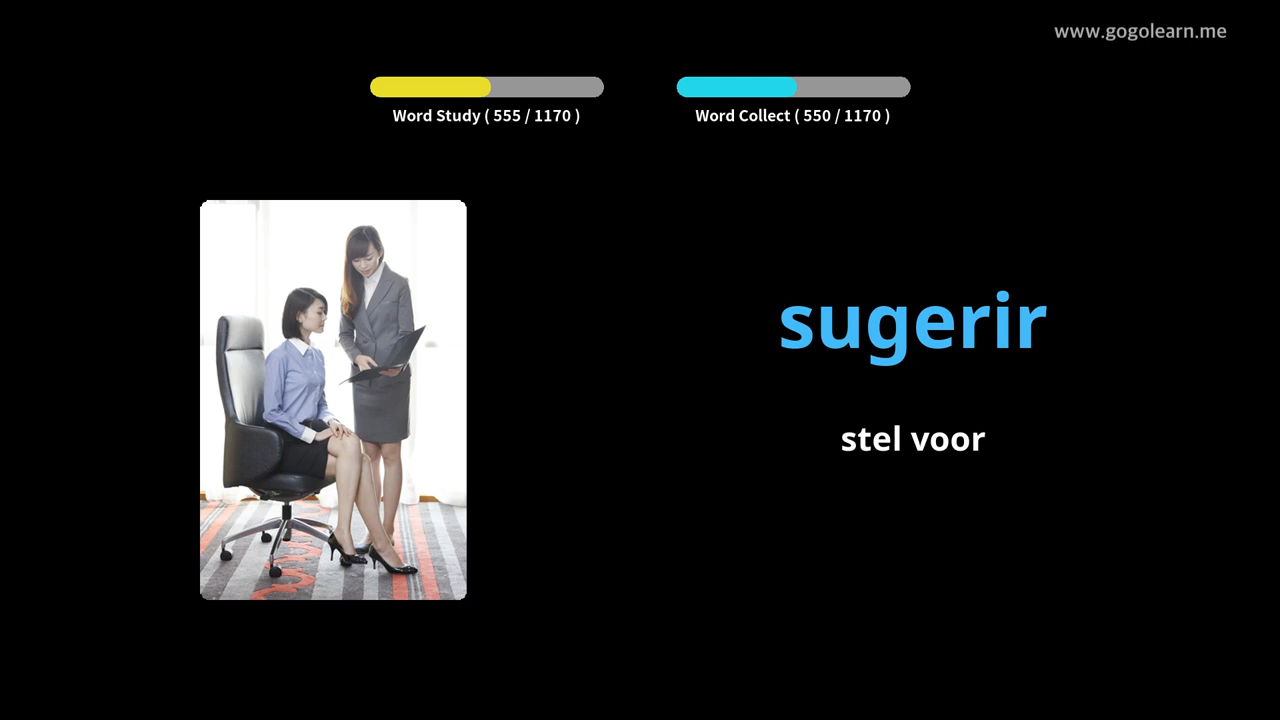 www.gogolearn.me
Word Study ( 555 / 1170 )
Word Collect ( 550 / 1170 )
sugerir
stel voor